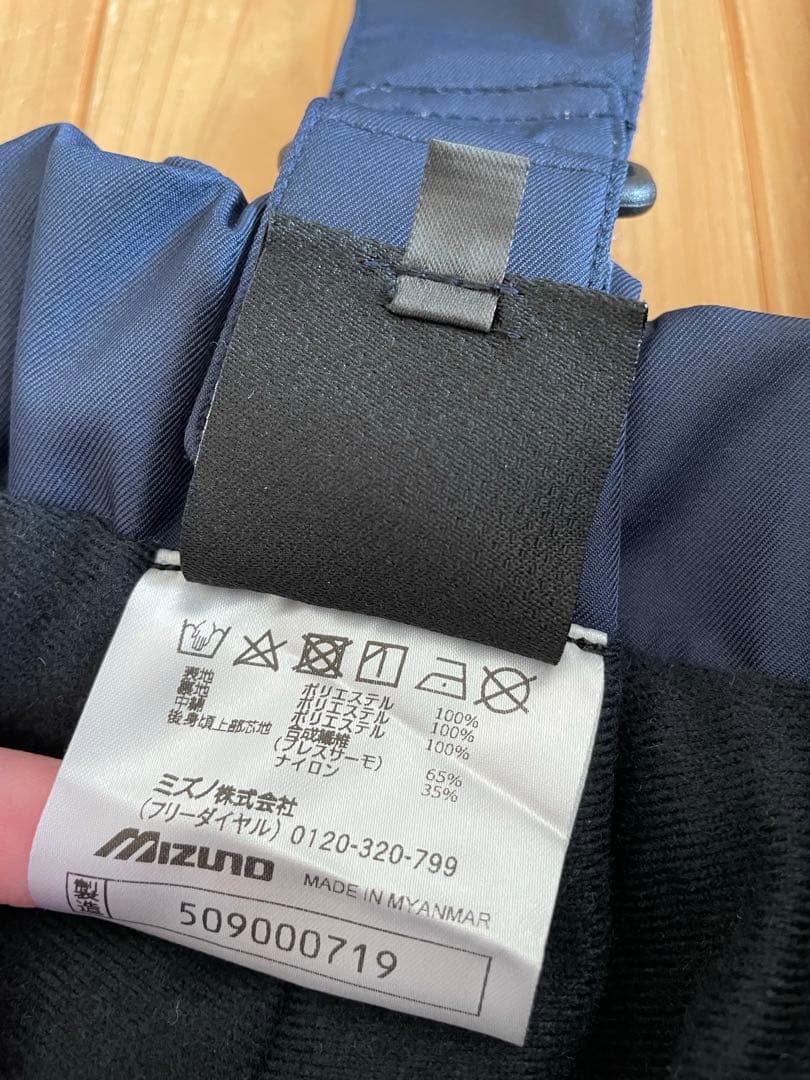 表地 ポリエステル 100%
裏地 ポリエステル 100%
中綿 ポリエステル 100%
後身頃上部芯地 合成繊維
(ブレスサーモ) 65%
ナイロン 35%
ミズノ株式会社
(フリーダイヤル) 0120-320-799
MIZUNO MADE IN MYANMAR
製造 509000719